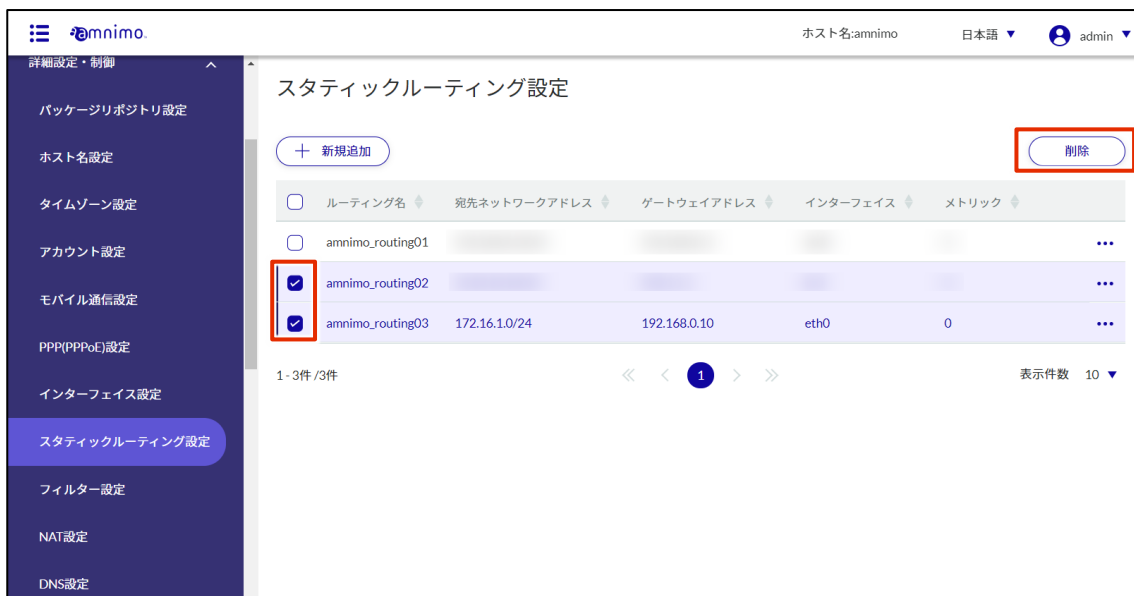 amnimo.
ホスト名:amnimo
日本語 ▼
admin ▼
詳細設定・制御
パッケージリポジトリ設定
ホスト名設定
タイムゾーン設定
アカウント設定
モバイル通信設定
PPP(PPPoE)設定
インターフェイス設定
スタティックルーティング設定
フィルター設定
NAT設定
DNS設定
スタティックルーティング設定
＋ 新規追加
削除
ルーティング名 宛先ネットワークアドレス ゲートウェイアドレス インターフェイス メトリック
amnimo_routing01 •••
amnimo_routing02 •••
amnimo_routing03 172.16.1.0/24 192.168.0.10 eth0 0 •••
1 - 3件 /3件 1 表示件数 10 ▼